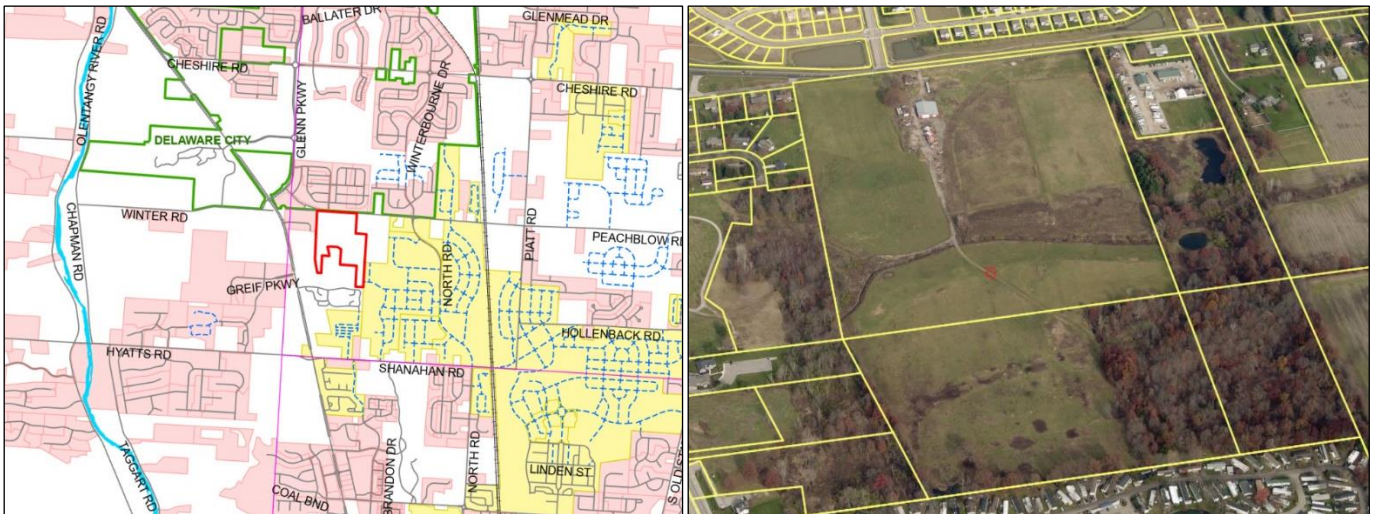 BALLATER DR
GLENMEAD DR
OLENTANGY RIVER RD
CHESHIRE RD
GLENN PKWY
WINTERBOURNE DR
CHESHIRE RD
DELAWARE CITY
WINTER RD
CHAPMAN RD
NORTH RD
PIATT RD
PEACHBLOW RD
GREIF PKWY
HOLLENBACK RD
HYATTS RD
SHANAHAN RD
TAGGART RD
BRANDON DR
NORTH RD
LINDEN ST
S OLD ST
COAL BND